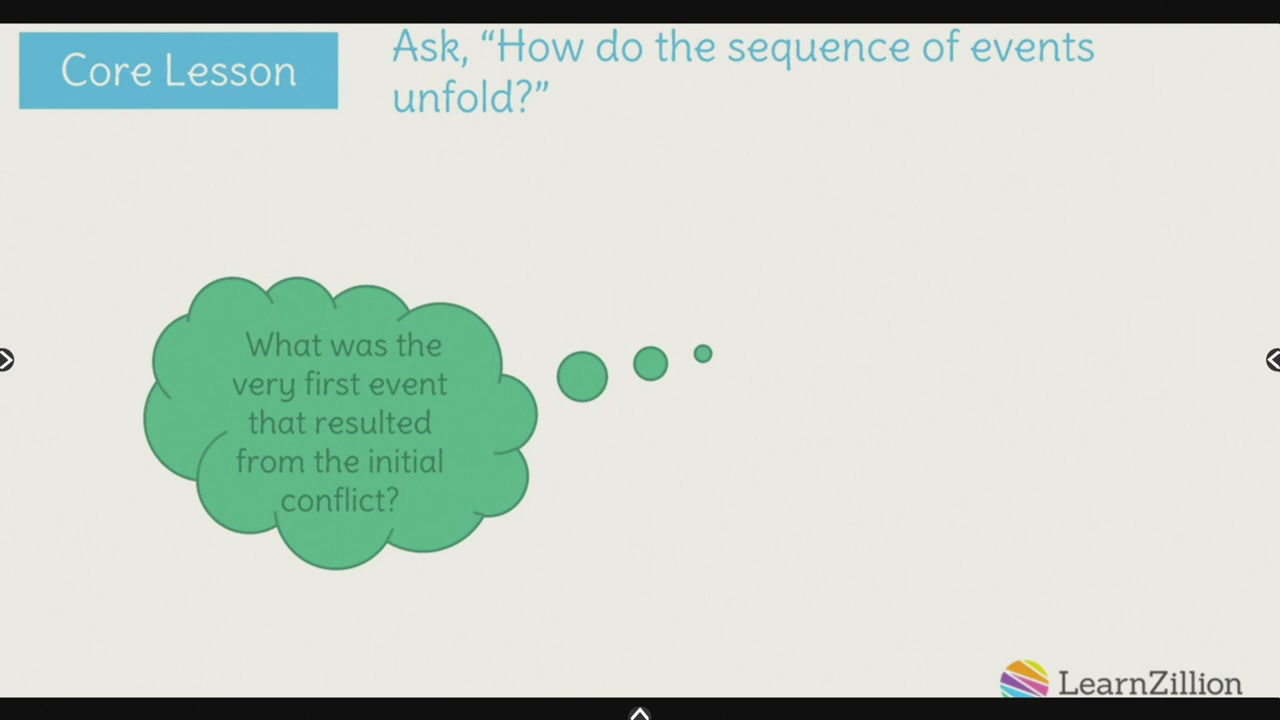 Core Lesson
Ask, “How do the sequence of events
unfold?”
What was the
very first event
that resulted
from the initial
conflict?
LearnZillion